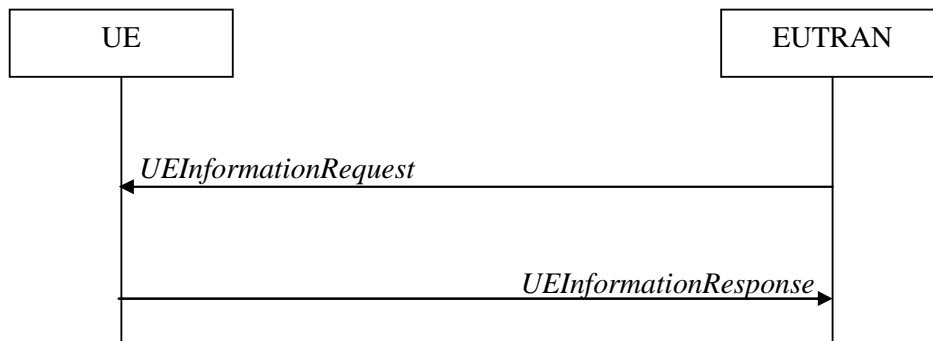 UE
EUTRAN
UEInformationRequest
UEInformationResponse